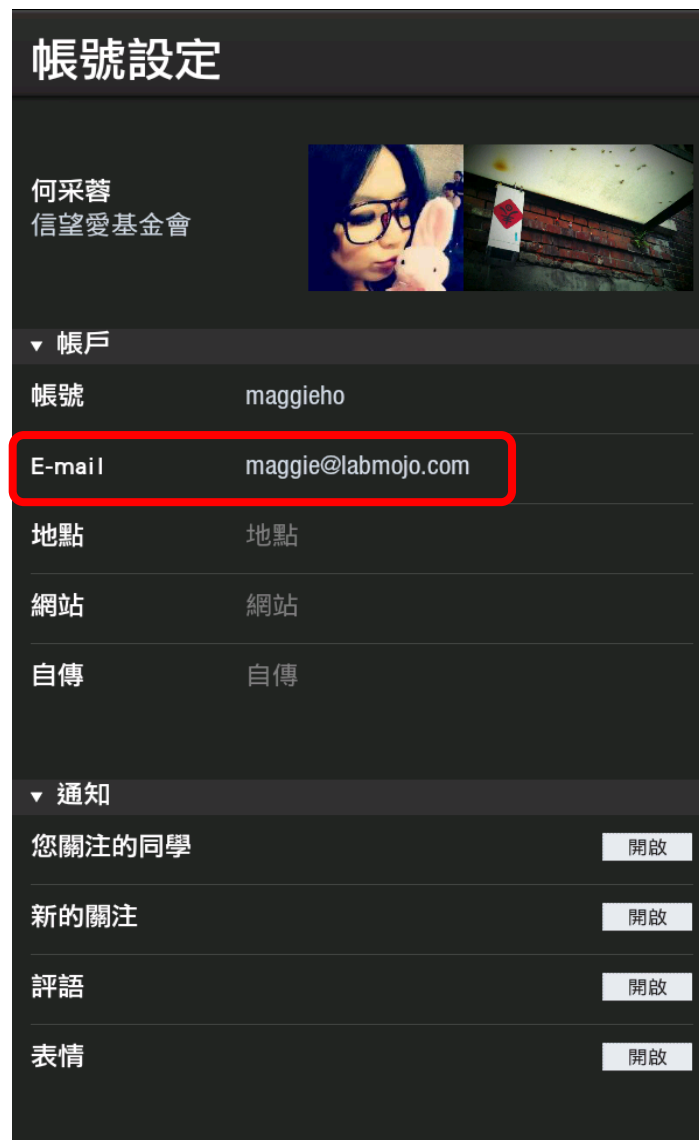 帳號設定
何采蓉
信望愛基金會
▼ 帳戶
帳號 maggieho
E-mail maggie@labmojo.com
地點 地點
網站 網站
自傳 自傳
▼ 通知
您關注的同學 開啟
新的關注 開啟
評語 開啟
表情 開啟